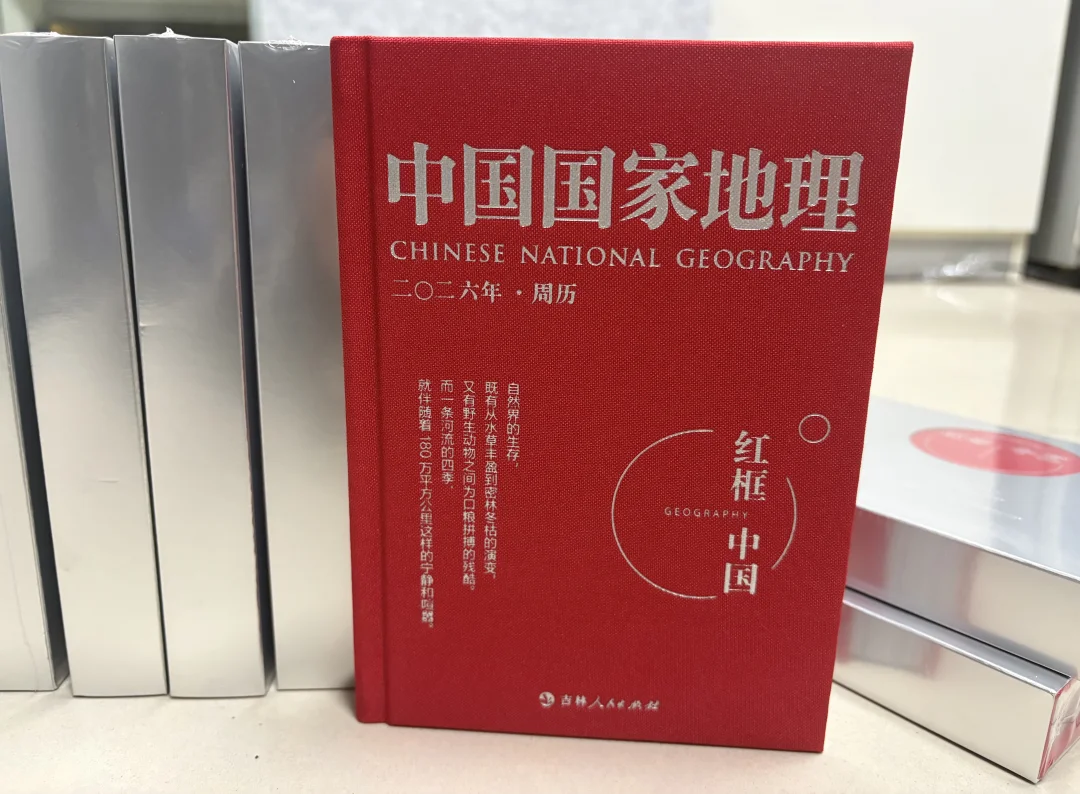 中国国家地理
CHINESE NATIONAL GEOGRAPHY
二〇二六年·周历
自然界的生存，
既有从水草丰盈到密林冬枯的演变，
又有野生动物之间为口粮拼搏的残酷。
而一条河流的四季，
就伴随着180万平方公里这样的宁静和喧嚣。
红框
GEOGRAPHY
中国
吉林人民出版社